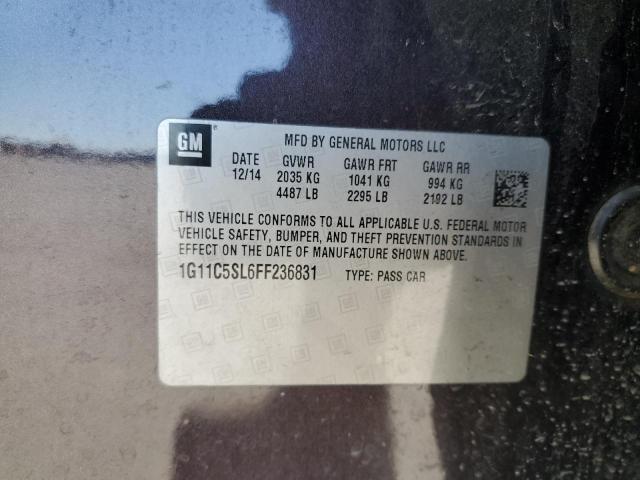 GM
MFD BY GENERAL MOTORS LLC
DATE GVWR GAWR FRT GAWR RR
12/14 2035 KG 1041 KG 994 KG
4487 LB 2295 LB 2192 LB
THIS VEHICLE CONFORMS TO ALL APPLICABLE U.S. FEDERAL MOTOR
VEHICLE SAFETY, BUMPER, AND THEFT PREVENTION STANDARDS IN
EFFECT ON THE DATE OF MANUFACTURE SHOWN ABOVE.
1G11C5SL6FF236831 TYPE: PASS CAR